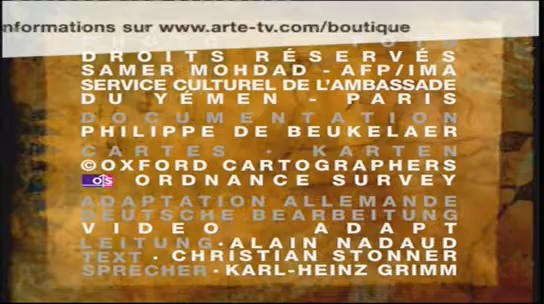 nformations sur www.arte-tv.com/boutique
DROITS RÉSERVÉS
SAMER MOHDAD - AFP/IMA
SERVICE CULTUREL DE L'AMBASSADE
DU YÉMEN - PARIS
DOCUMENTATION
PHILIPPE DE BEUKELAER
CARTES · KARTEN
©OXFORD CARTOGRAPHERS
OS ORDNANCE SURVEY
ADAPTATION ALLEMANDE
DEUTSCHE BEARBEITUNG
VIDEO ADAPT
LEITUNG·ALAIN NADAUD
TEXT · CHRISTIAN STONNER
SPRECHER·KARL-HEINZ GRIMM